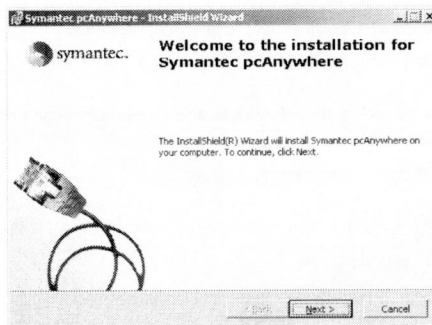 Symantec pcAnywhere - InstallShield Wizard
symantec.
Welcome to the installation for
Symantec pcAnywhere
The InstallShield(R) Wizard will install Symantec pcAnywhere on
your computer. To continue, click Next.
< Back
Next >
Cancel